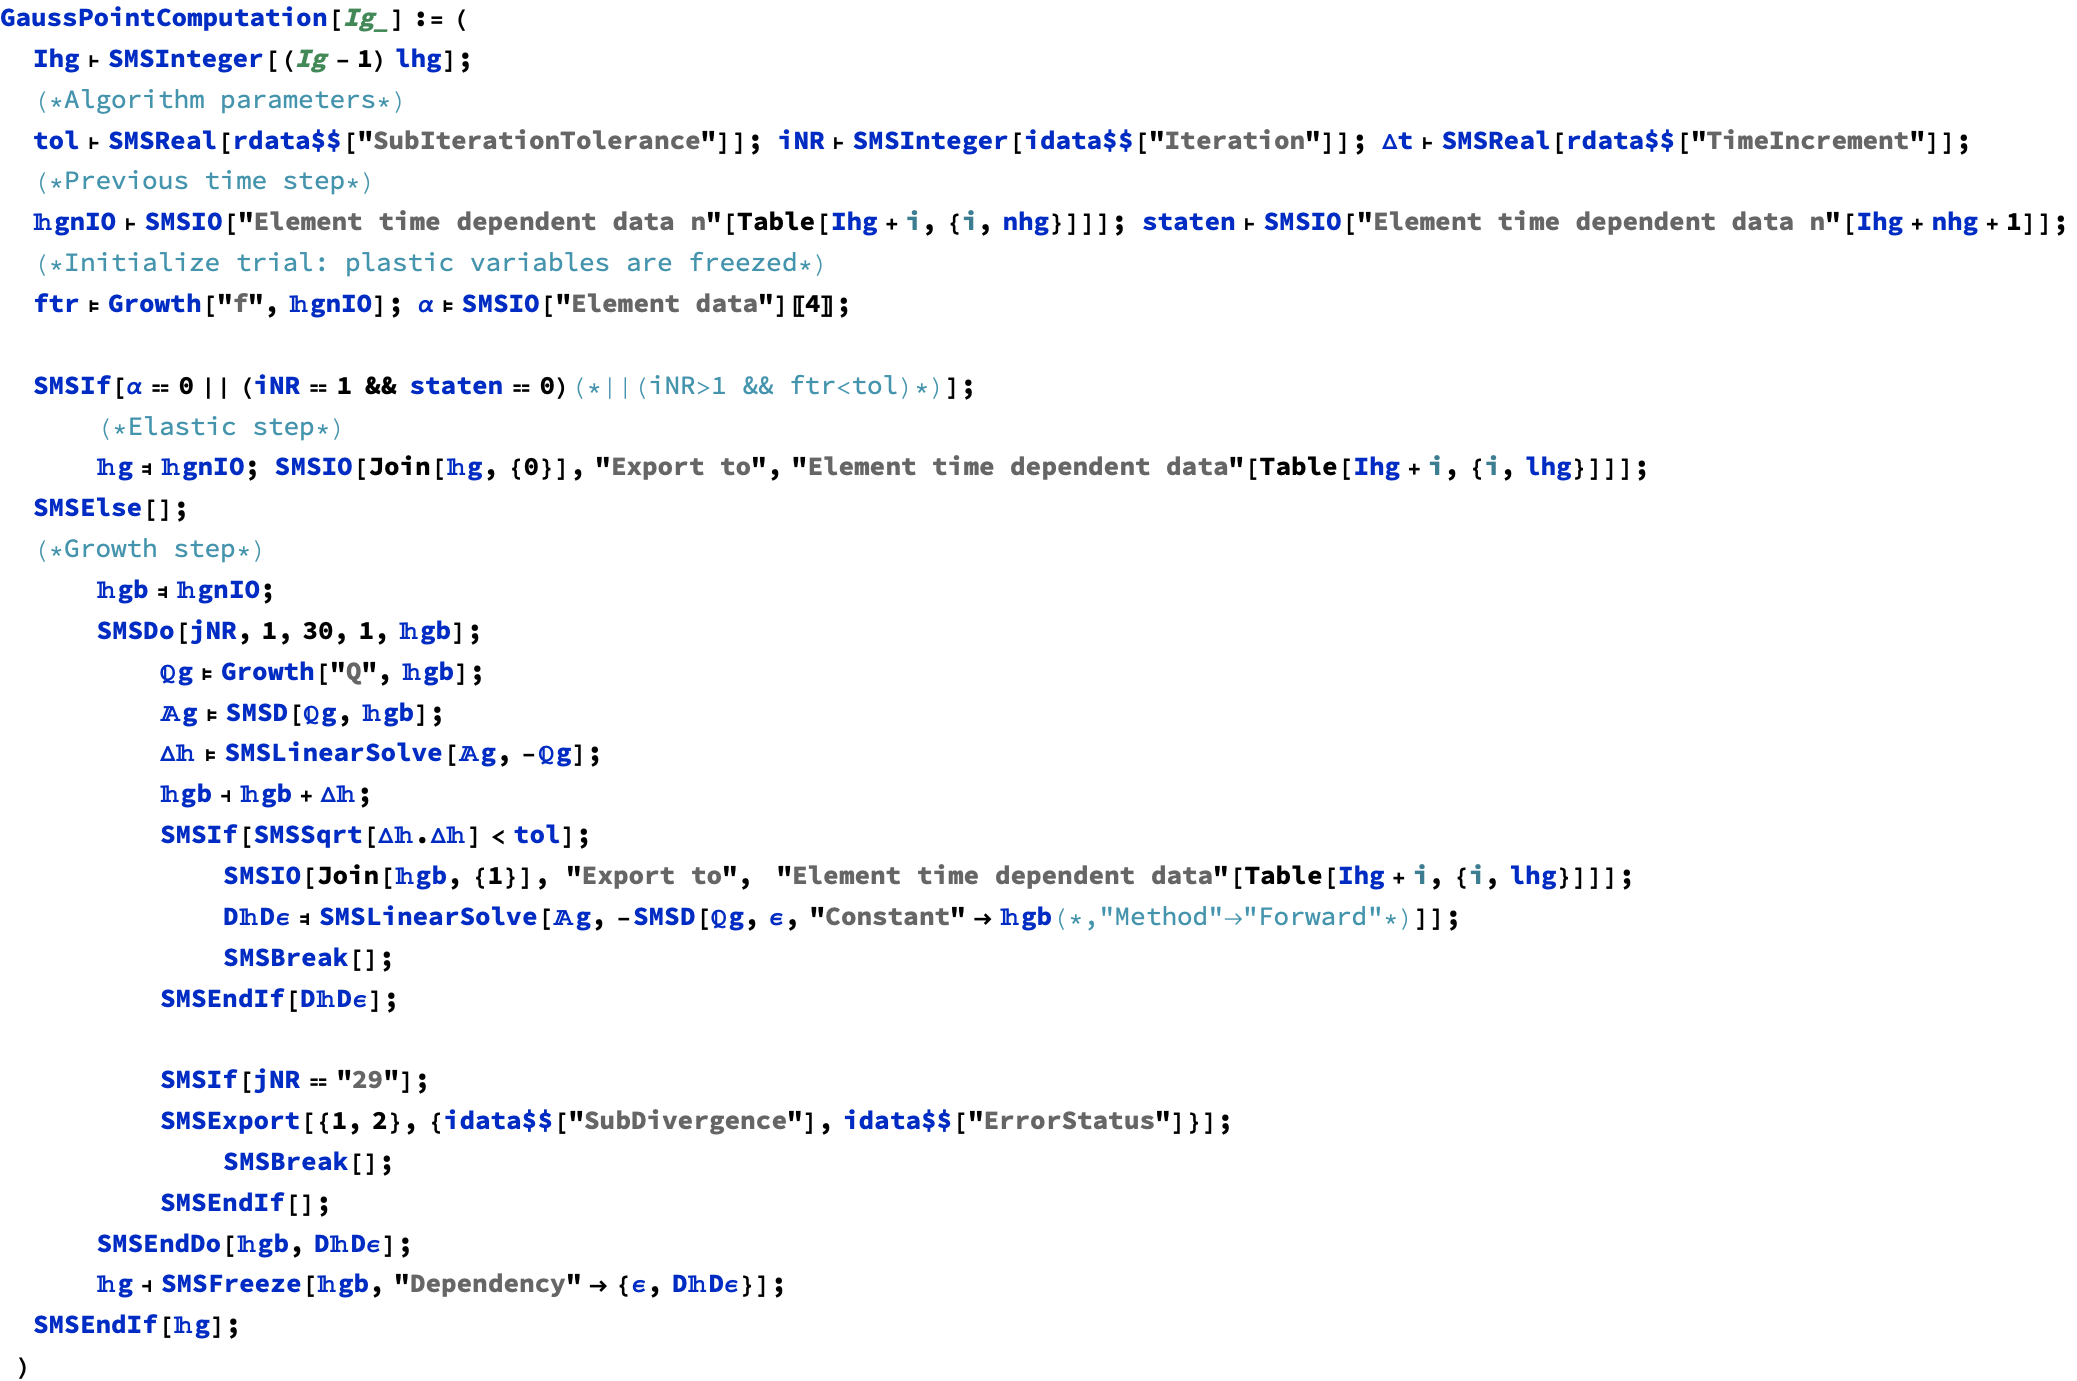 GaussPointComputation[Ig_] := (
Ihg ⊢ SMSInteger[(Ig - 1) lhg];
(*Algorithm parameters*)
tol ⊢ SMSReal[rdata$$["SubIterationTolerance"]]; iNR ⊢ SMSInteger[idata$$["Iteration"]]; Δt ⊢ SMSReal[rdata$$["TimeIncrement"]];
(*Previous time step*)
𝕙gnIO ⊢ SMSIO["Element time dependent data n"[Table[Ihg + i, {i, nhg}]]]; staten ⊢ SMSIO["Element time dependent data n"[Ihg + nhg + 1]];
(*Initialize trial: plastic variables are freezed*)
ftr ⊨ Growth["f", 𝕙gnIO]; α ⊨ SMSIO["Element data"]〚4〛;
SMSIf[α == 0 || (iNR == 1 && staten == 0)(*||(iNR>1 && ftr<tol)*)];
(*Elastic step*)
𝕙g ⫤ 𝕙gnIO; SMSIO[Join[𝕙g, {0}], "Export to", "Element time dependent data"[Table[Ihg + i, {i, lhg}]]];
SMSElse[];
(*Growth step*)
𝕙gb ⫤ 𝕙gnIO;
SMSDo[jNR, 1, 30, 1, 𝕙gb];
ℚg ⊨ Growth["Q", 𝕙gb];
𝔸g ⊨ SMSD[ℚg, 𝕙gb];
Δ𝕙 ⊨ SMSLinearSolve[𝔸g, -ℚg];
𝕙gb ⊣ 𝕙gb + Δ𝕙;
SMSIf[SMSSqrt[Δ𝕙.Δ𝕙] < tol];
SMSIO[Join[𝕙gb, {1}], "Export to", "Element time dependent data"[Table[Ihg + i, {i, lhg}]]];
D𝕙Dϵ ⫤ SMSLinearSolve[𝔸g, -SMSD[ℚg, ϵ, "Constant" → 𝕙gb(*,"Method"→"Forward"*)]];
SMSBreak[];
SMSEndIf[D𝕙Dϵ];
SMSIf[jNR == "29"];
SMSExport[{1, 2}, {idata$$["SubDivergence"], idata$$["ErrorStatus"]}];
SMSBreak[];
SMSEndIf[];
SMSEndDo[𝕙gb, D𝕙Dϵ];
𝕙g ⊣ SMSFreeze[𝕙gb, "Dependency" → {ϵ, D𝕙Dϵ}];
SMSEndIf[𝕙g];
)